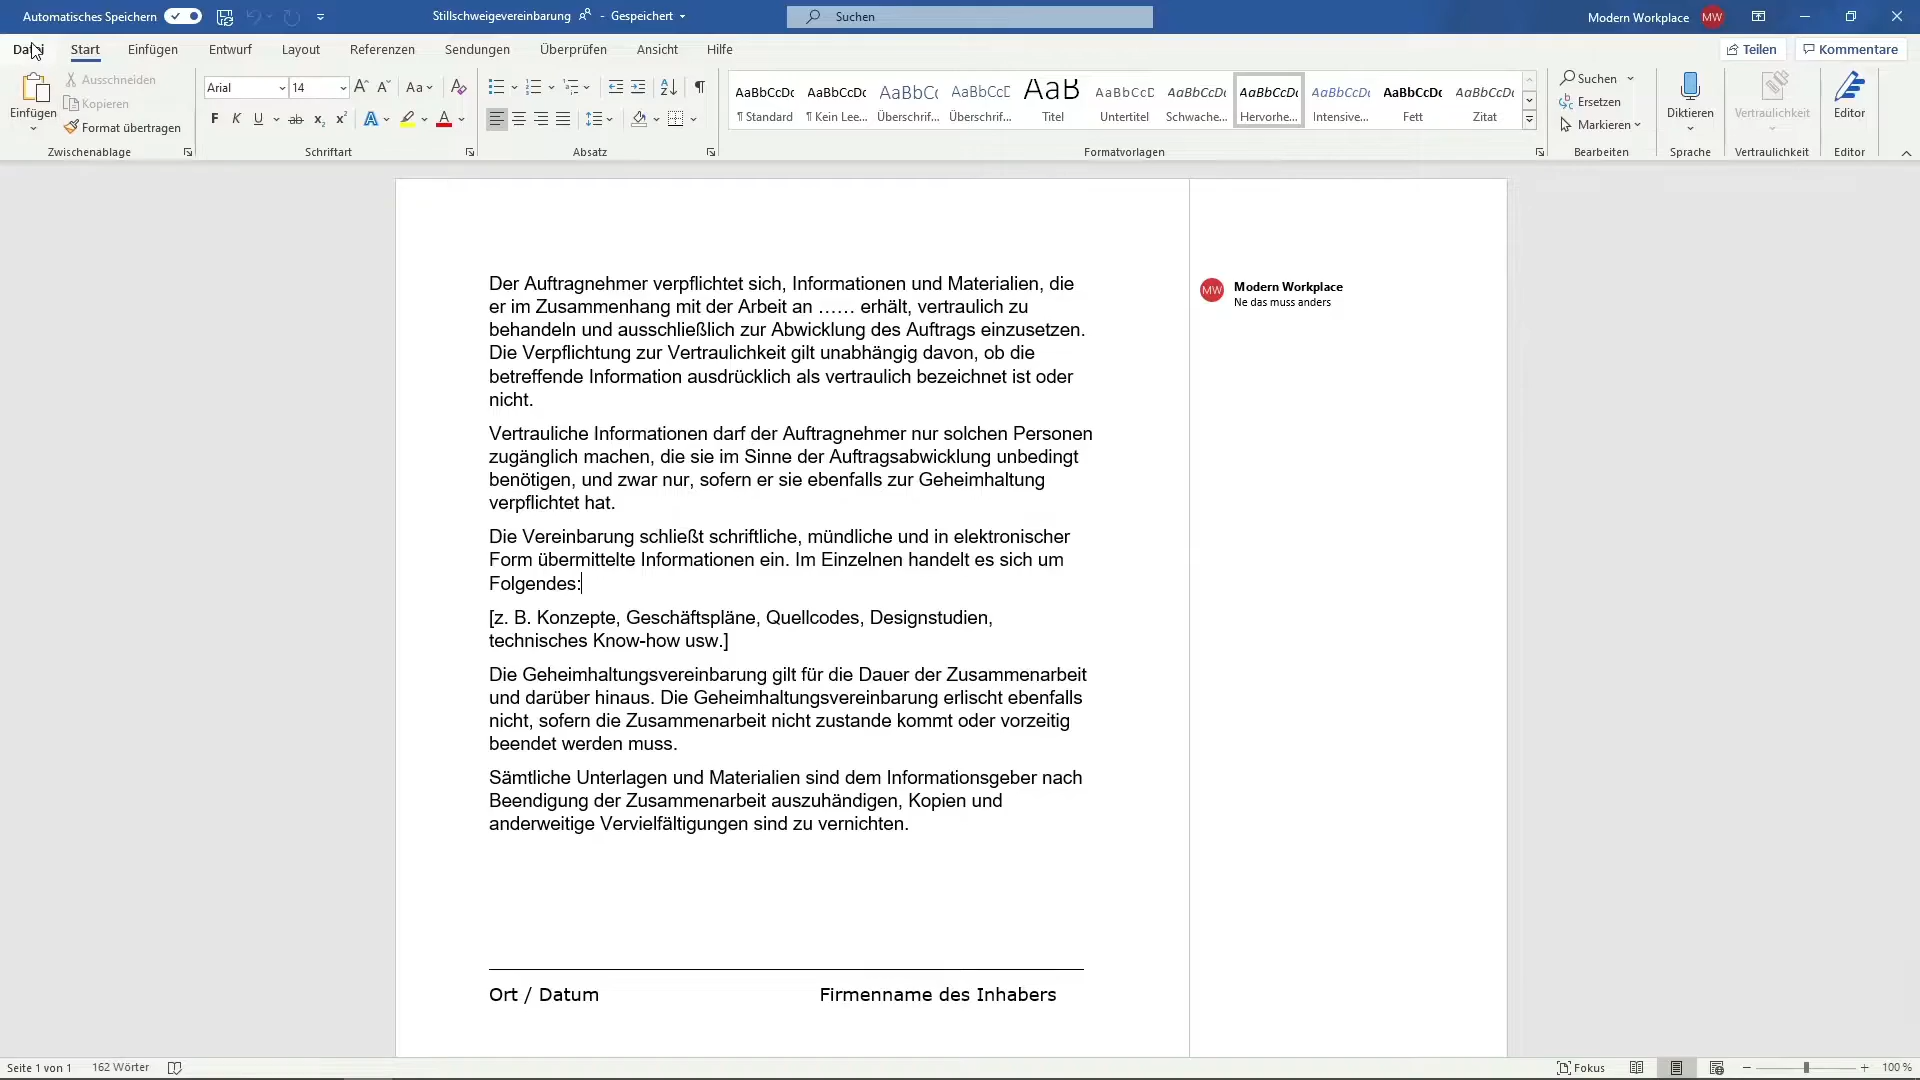 Automatisches Speichern
Stillschweigevereinbarung - Gespeichert
Suchen
Modern Workplace MW
Datei Start Einfügen Entwurf Layout Referenzen Sendungen Überprüfen Ansicht Hilfe
Teilen Kommentare
Einfügen
Ausschneiden
Kopieren
Format übertragen
Zwischenablage
Arial 14
Aa
F K U ab x₂ x² A A
Schriftart
Absatz
AaBbCcDc AaBbCcDc AaBbC( AaBbCcD AaB AaBbCcD AaBbCcDc AaBbCcDc AaBbCcDc AaBbCcDc AaBbCcDc
¶ Standard ¶ Kein Lee... Überschrif... Überschrif... Titel Untertitel Schwache... Hervorhe... Intensive... Fett Zitat
Formatvorlagen
Suchen
Ersetzen
Markieren
Bearbeiten
Diktieren
Sprache
Vertraulichkeit
Vertraulichkeit
Editor
Editor
Der Auftragnehmer verpflichtet sich, Informationen und Materialien, die
er im Zusammenhang mit der Arbeit an …… erhält, vertraulich zu
behandeln und ausschließlich zur Abwicklung des Auftrags einzusetzen.
Die Verpflichtung zur Vertraulichkeit gilt unabhängig davon, ob die
betreffende Information ausdrücklich als vertraulich bezeichnet ist oder
nicht.
Vertrauliche Informationen darf der Auftragnehmer nur solchen Personen
zugänglich machen, die sie im Sinne der Auftragsabwicklung unbedingt
benötigen, und zwar nur, sofern er sie ebenfalls zur Geheimhaltung
verpflichtet hat.
Die Vereinbarung schließt schriftliche, mündliche und in elektronischer
Form übermittelte Informationen ein. Im Einzelnen handelt es sich um
Folgendes:
[z. B. Konzepte, Geschäftspläne, Quellcodes, Designstudien,
technisches Know-how usw.]
Die Geheimhaltungsvereinbarung gilt für die Dauer der Zusammenarbeit
und darüber hinaus. Die Geheimhaltungsvereinbarung erlischt ebenfalls
nicht, sofern die Zusammenarbeit nicht zustande kommt oder vorzeitig
beendet werden muss.
Sämtliche Unterlagen und Materialien sind dem Informationsgeber nach
Beendigung der Zusammenarbeit auszuhändigen, Kopien und
anderweitige Vervielfältigungen sind zu vernichten.
Ort / Datum Firmenname des Inhabers
MW Modern Workplace
Ne das muss anders
Seite 1 von 1 162 Wörter
Fokus
100 %